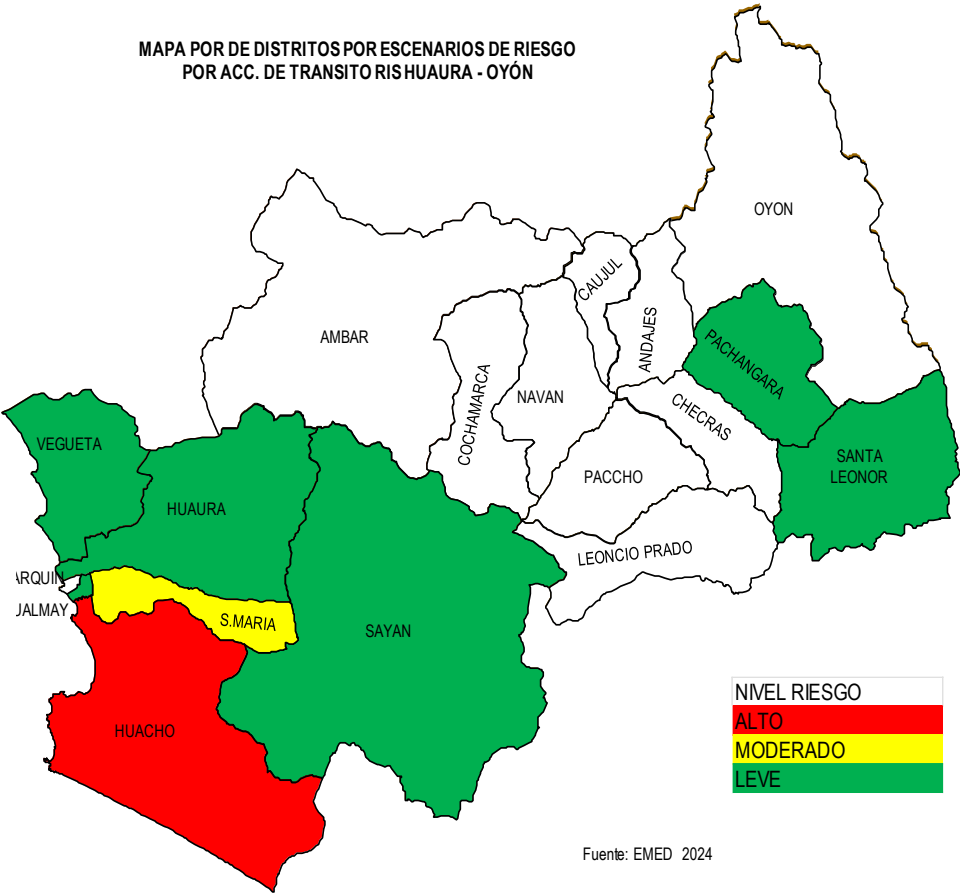 MAPA POR DE DISTRITOS POR ESCENARIOS DE RIESGO
POR ACC. DE TRANSITO RIS HUAURA - OYÓN
OYON
CAUJUL
AMBAR
ANDAJES
PACHANGARA
NAVAN
COCHAMARCA
CHECRAS
VEGUETA
SANTA
LEONOR
PACCHO
HUAURA
LEONCIO PRADO
ARQUIN
JALMAY
S.MARIA
SAYAN
HUACHO
NIVEL RIESGO
ALTO
MODERADO
LEVE
Fuente: EMED 2024